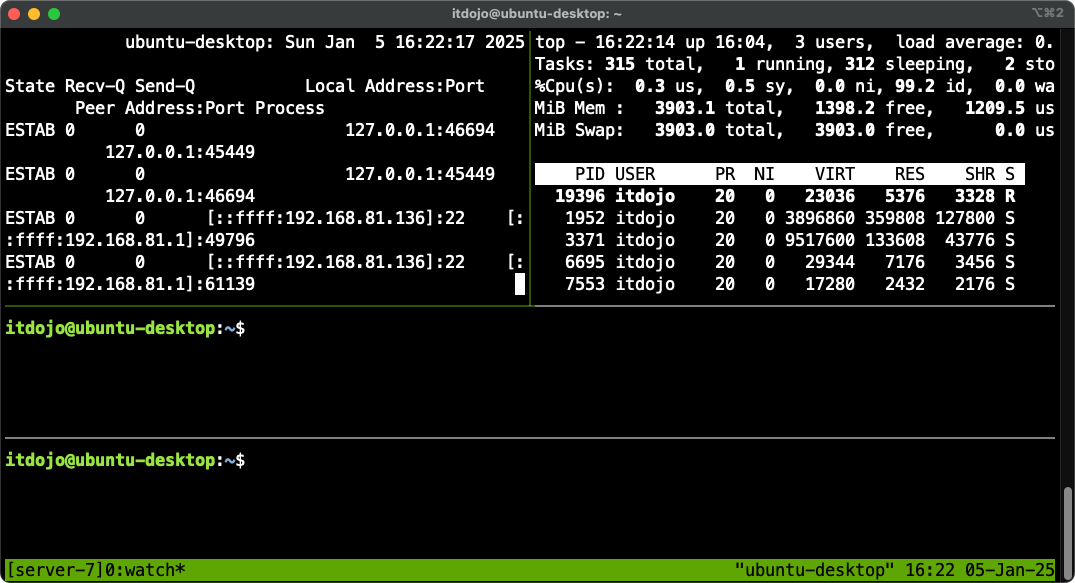 itdojo@ubuntu-desktop: ~
⌥⌘2
ubuntu-desktop: Sun Jan  5 16:22:17 2025
State Recv-Q Send-Q           Local Address:Port
       Peer Address:Port Process
ESTAB 0      0                    127.0.0.1:46694
          127.0.0.1:45449
ESTAB 0      0                    127.0.0.1:45449
          127.0.0.1:46694
ESTAB 0      0      [::ffff:192.168.81.136]:22    [:
:ffff:192.168.81.1]:49796
ESTAB 0      0      [::ffff:192.168.81.136]:22    [:
:ffff:192.168.81.1]:61139
top - 16:22:14 up 16:04,  3 users,  load average: 0.
Tasks: 315 total,   1 running, 312 sleeping,   2 sto
%Cpu(s):  0.3 us,  0.5 sy,  0.0 ni, 99.2 id,  0.0 wa
MiB Mem :   3903.1 total,   1398.2 free,   1209.5 us
MiB Swap:   3903.0 total,   3903.0 free,      0.0 us
    PID USER      PR  NI    VIRT    RES    SHR S
  19396 itdojo    20   0   23036   5376   3328 R
   1952 itdojo    20   0 3896860 359808 127800 S
   3371 itdojo    20   0 9517600 133608  43776 S
   6695 itdojo    20   0   29344   7176   3456 S
   7553 itdojo    20   0   17280   2432   2176 S
itdojo@ubuntu-desktop:~$
itdojo@ubuntu-desktop:~$
[server-7]0:watch*
"ubuntu-desktop" 16:22 05-Jan-25